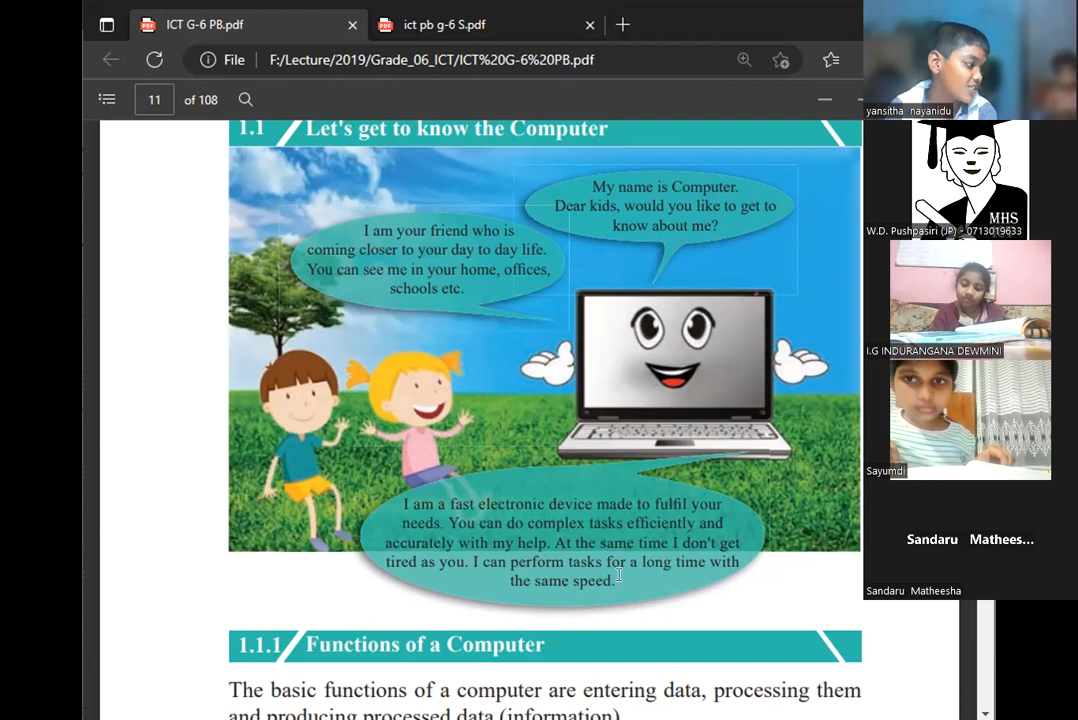 ICT G-6 PB.pdf
ict pb g-6 S.pdf
File
F:/Lecture/2019/Grade_06_ICT/ICT%20G-6%20PB.pdf
11
of 108
1.1
Let's get to know the Computer
My name is Computer.
Dear kids, would you like to get to
know about me?
I am your friend who is
coming closer to your day to day life.
You can see me in your home, offices,
schools etc.
I am a fast electronic device made to fulfil your
needs. You can do complex tasks efficiently and
accurately with my help. At the same time I don't get
tired as you. I can perform tasks for a long time with
the same speed.
1.1.1
Functions of a Computer
The basic functions of a computer are entering data, processing them
and producing processed data (information)
yansitha nayanidu
MHS
W.D. Pushpasiri (JP) - 0713019633
I.G INDURANGANA DEWMINI
Sayumdi
Sandaru Mathees...
Sandaru Matheesha